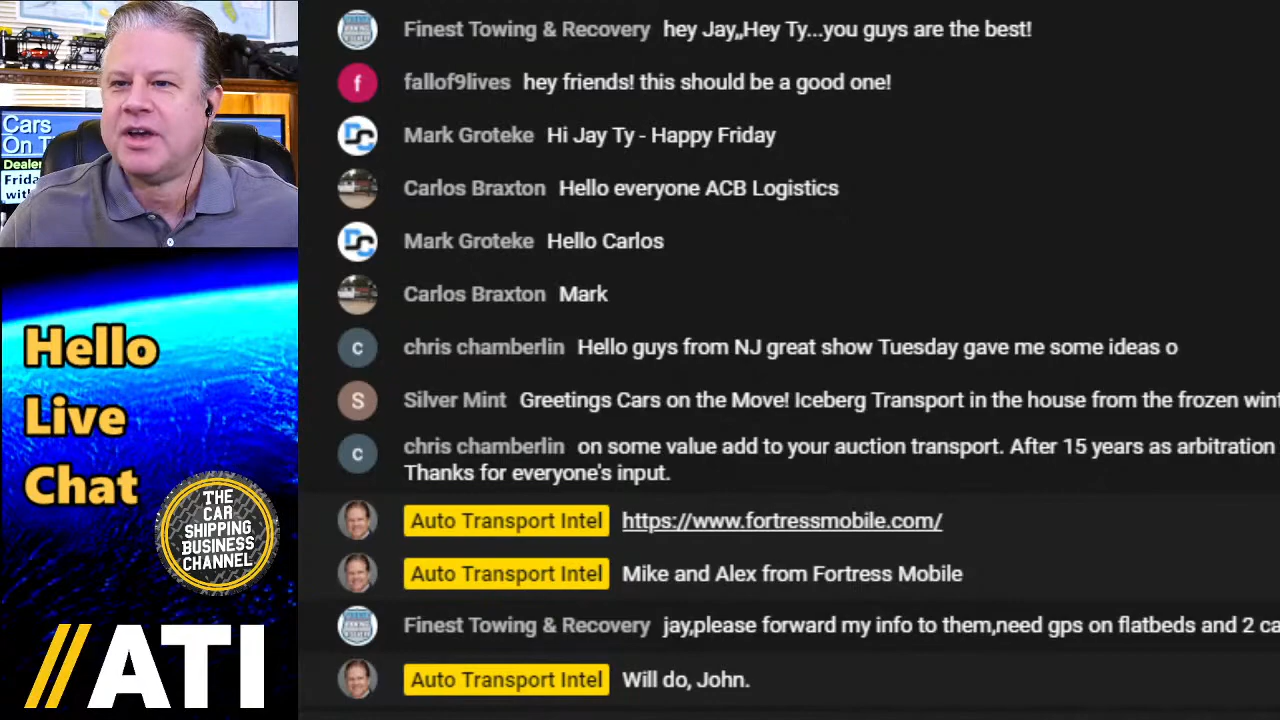 Cars
On T
Dealer
Frida
with
Hello
Live
Chat
THE
CAR
SHIPPING
BUSINESS
CHANNEL
//ATI
Finest Towing & Recovery hey Jay,,Hey Ty...you guys are the best!
f fallof9lives hey friends! this should be a good one!
DC Mark Groteke Hi Jay Ty - Happy Friday
Carlos Braxton Hello everyone ACB Logistics
DC Mark Groteke Hello Carlos
Carlos Braxton Mark
c chris chamberlin Hello guys from NJ great show Tuesday gave me some ideas o
S Silver Mint Greetings Cars on the Move! Iceberg Transport in the house from the frozen wint
c chris chamberlin on some value add to your auction transport. After 15 years as arbitration
Thanks for everyone's input.
Auto Transport Intel https://www.fortressmobile.com/
Auto Transport Intel Mike and Alex from Fortress Mobile
Finest Towing & Recovery jay,please forward my info to them,need gps on flatbeds and 2 ca
Auto Transport Intel Will do, John.